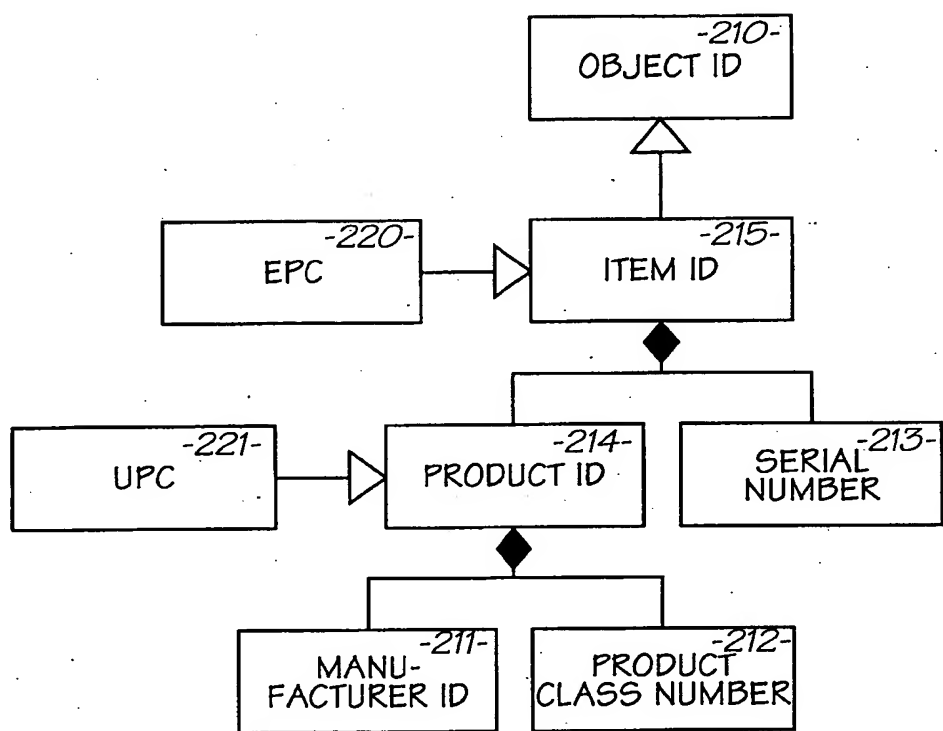 -210-
OBJECT ID
-220-
EPC
-215-
ITEM ID
-221-
UPC
-214-
PRODUCT ID
-213-
SERIAL
NUMBER
-211-
MANU-
FACTURER ID
-212-
PRODUCT
CLASS NUMBER